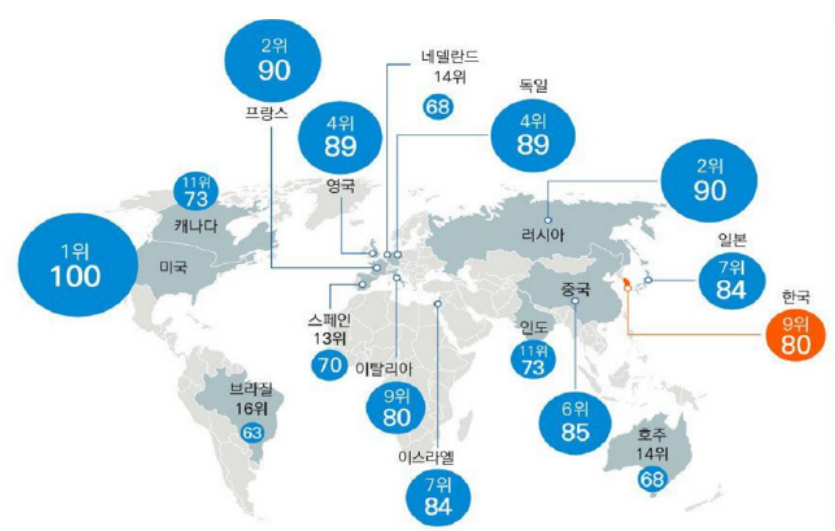 2위
90
프랑스
네델란드
14위
68
독일
4위
89
4위
89
영국
2위
90
러시아
11위
73
캐나다
1위
100
미국
일본
7위
84
한국
9위
80
중국
6위
85
인도
11위
73
스페인
13위
70
이탈리아
9위
80
이스라엘
7위
84
브라질
16위
63
호주
14위
68